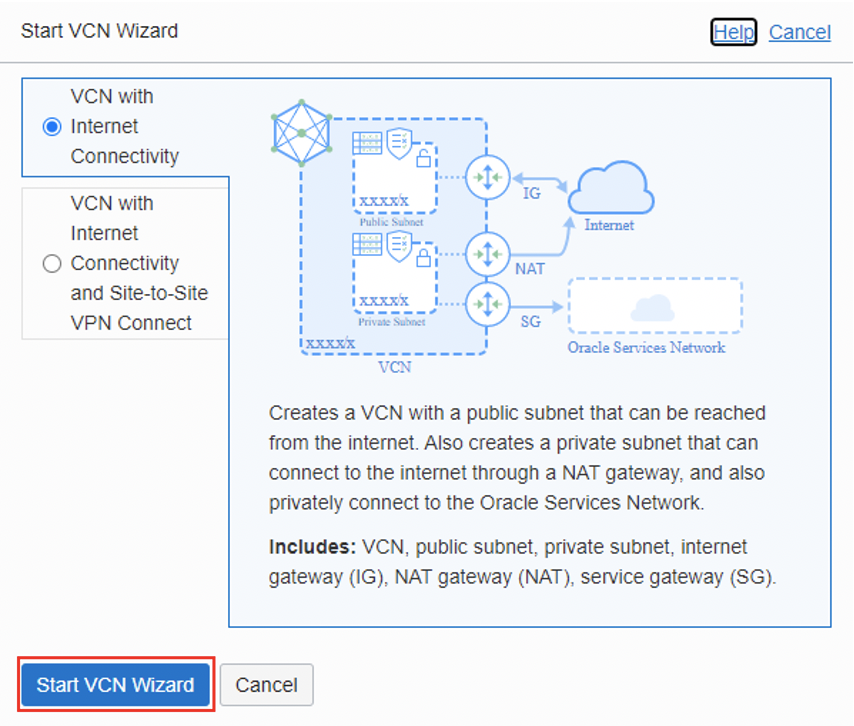 Start VCN Wizard
Help Cancel
VCN with
Internet
Connectivity
VCN with
Internet
Connectivity
and Site-to-Site
VPN Connect
xxxx/x
Public Subnet
xxxx/x
Private Subnet
xxxx/x
VCN
IG
NAT
SG
Internet
Oracle Services Network
Creates a VCN with a public subnet that can be reached
from the internet. Also creates a private subnet that can
connect to the internet through a NAT gateway, and also
privately connect to the Oracle Services Network.
Includes: VCN, public subnet, private subnet, internet
gateway (IG), NAT gateway (NAT), service gateway (SG).
Start VCN Wizard
Cancel